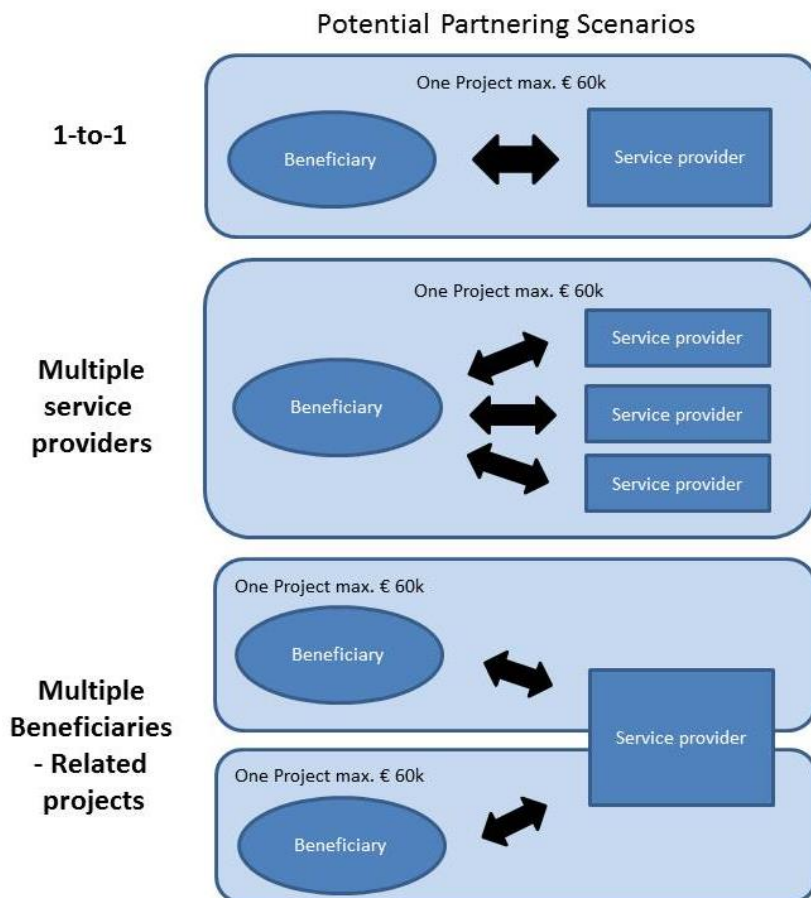 Potential Partnering Scenarios
1-to-1
One Project max. € 60k
Beneficiary
Service provider
Multiple
service
providers
One Project max. € 60k
Beneficiary
Service provider
Service provider
Service provider
Multiple
Beneficiaries
- Related
projects
One Project max. € 60k
Beneficiary
Service provider
One Project max. € 60k
Beneficiary